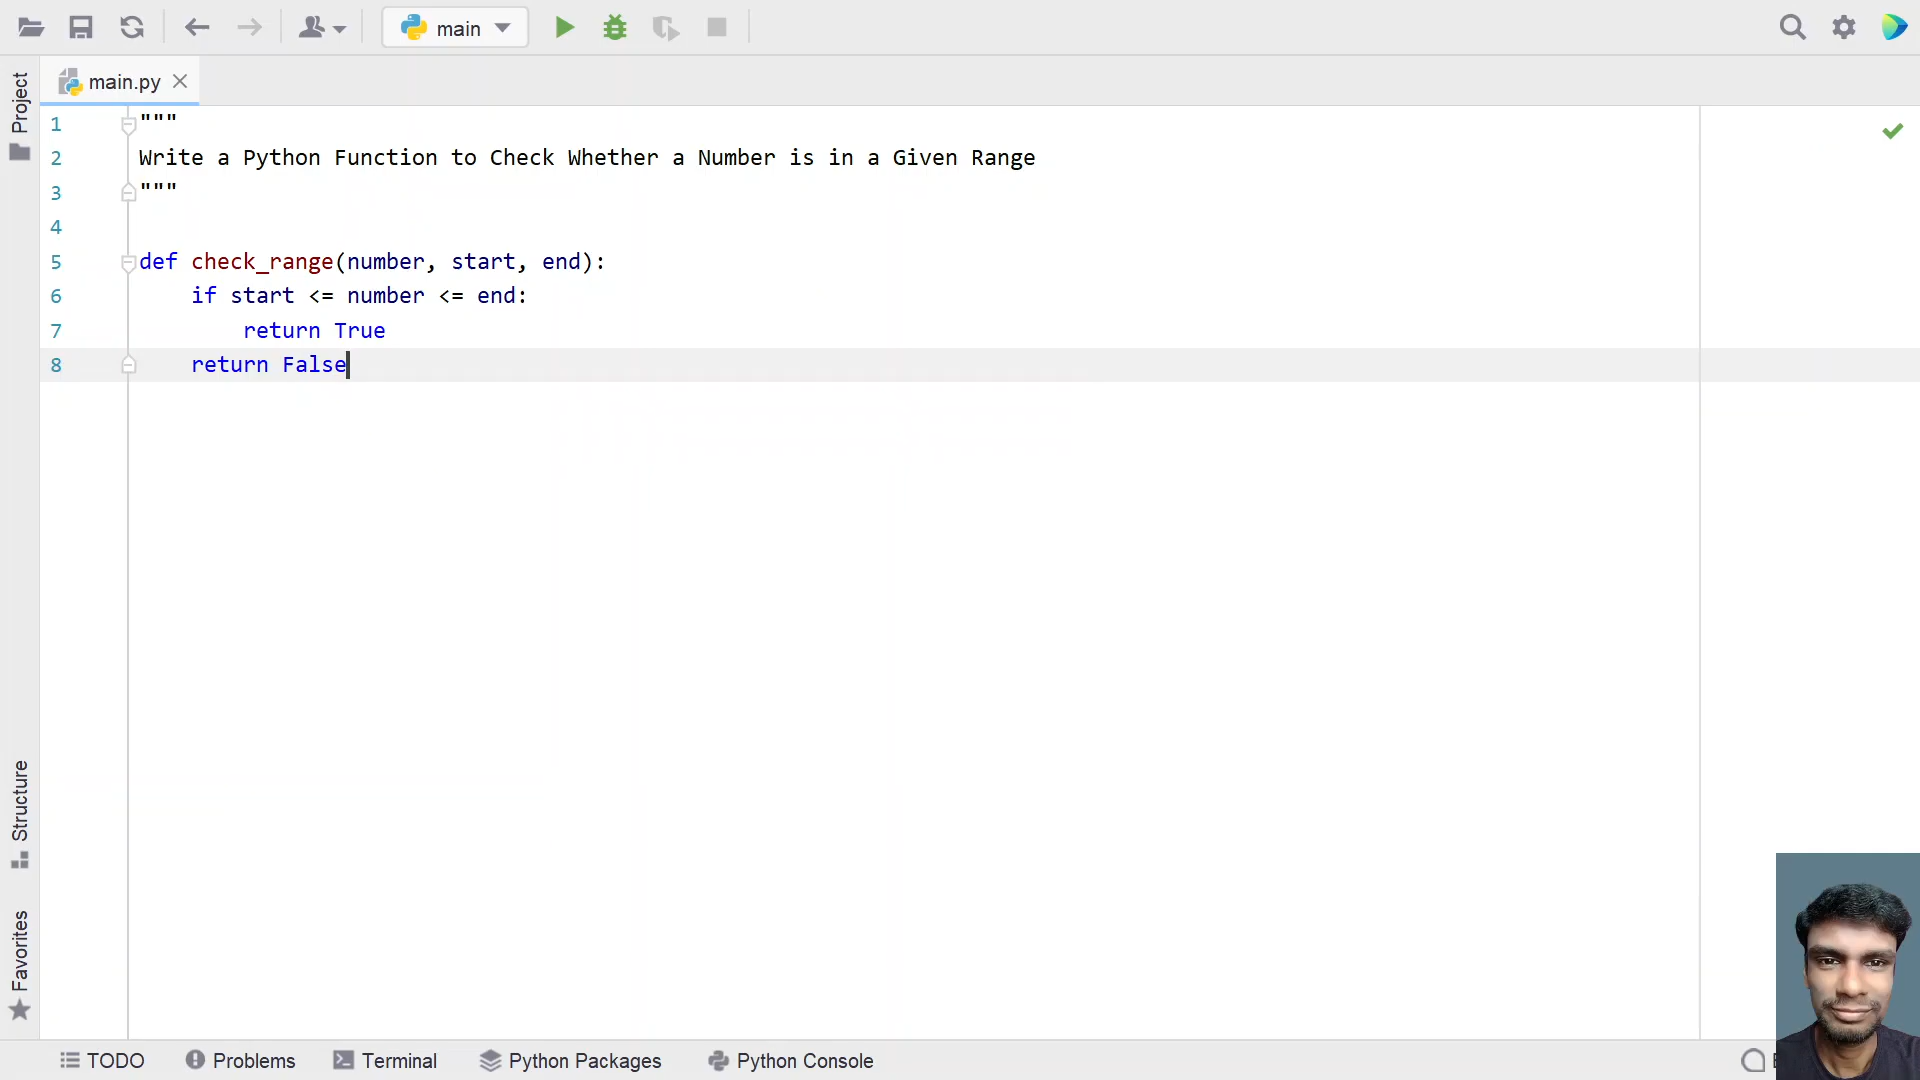 main
Project
main.py
1 """
2 Write a Python Function to Check Whether a Number is in a Given Range
3 """
4
5 def check_range(number, start, end):
6     if start <= number <= end:
7         return True
8     return False
Structure
Favorites
TODO
Problems
Terminal
Python Packages
Python Console